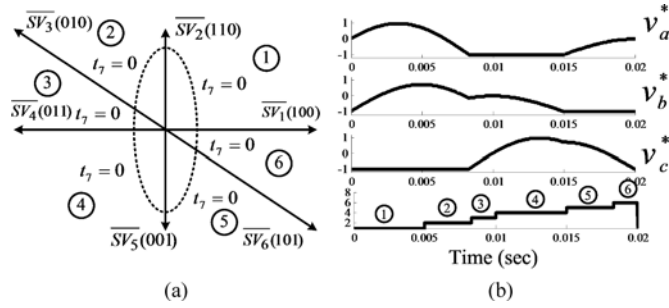 SV₃(010)
②
SV₂(110)
①
t₇ = 0
t₇ = 0
③
SV₄(011)
t₇ = 0
SV₁(100)
t₇ = 0
⑥
t₇ = 0
t₇ = 0
④
⑤
SV₅(001)
SV₆(101)
(a)
1
0
-1
v*a
0 0.005 0.01 0.015 0.02
1
0
-1
v*b
0 0.005 0.01 0.015 0.02
1
0
-1
v*c
0 0.005 0.01 0.015 0.02
8
6
4
2
① ② ③ ④ ⑤ ⑥
0 0.005 0.01 0.015 0.02
Time (sec)
(b)